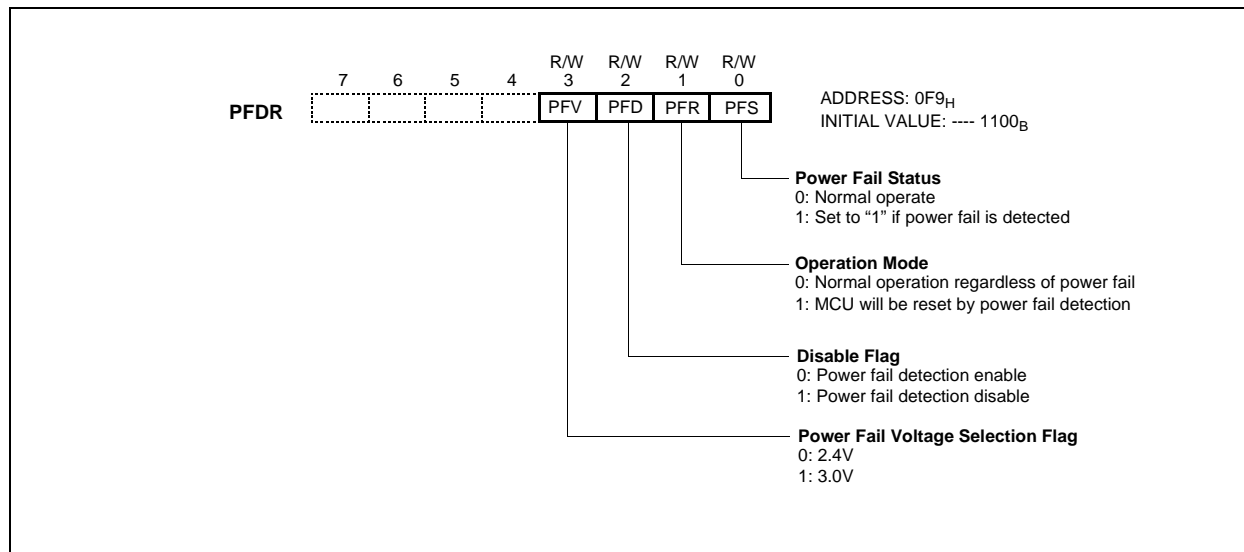 R/W R/W R/W R/W
7 6 5 4 3 2 1 0
PFDR PFV PFD PFR PFS
ADDRESS: 0F9H
INITIAL VALUE: ---- 1100B
Power Fail Status
0: Normal operate
1: Set to “1” if power fail is detected
Operation Mode
0: Normal operation regardless of power fail
1: MCU will be reset by power fail detection
Disable Flag
0: Power fail detection enable
1: Power fail detection disable
Power Fail Voltage Selection Flag
0: 2.4V
1: 3.0V